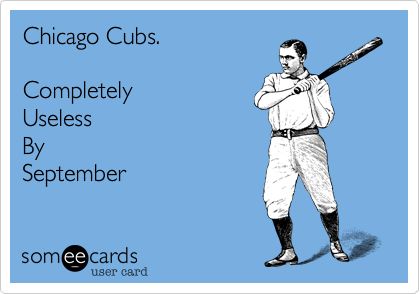 Chicago Cubs.
Completely
Useless
By
September
someecards
user card